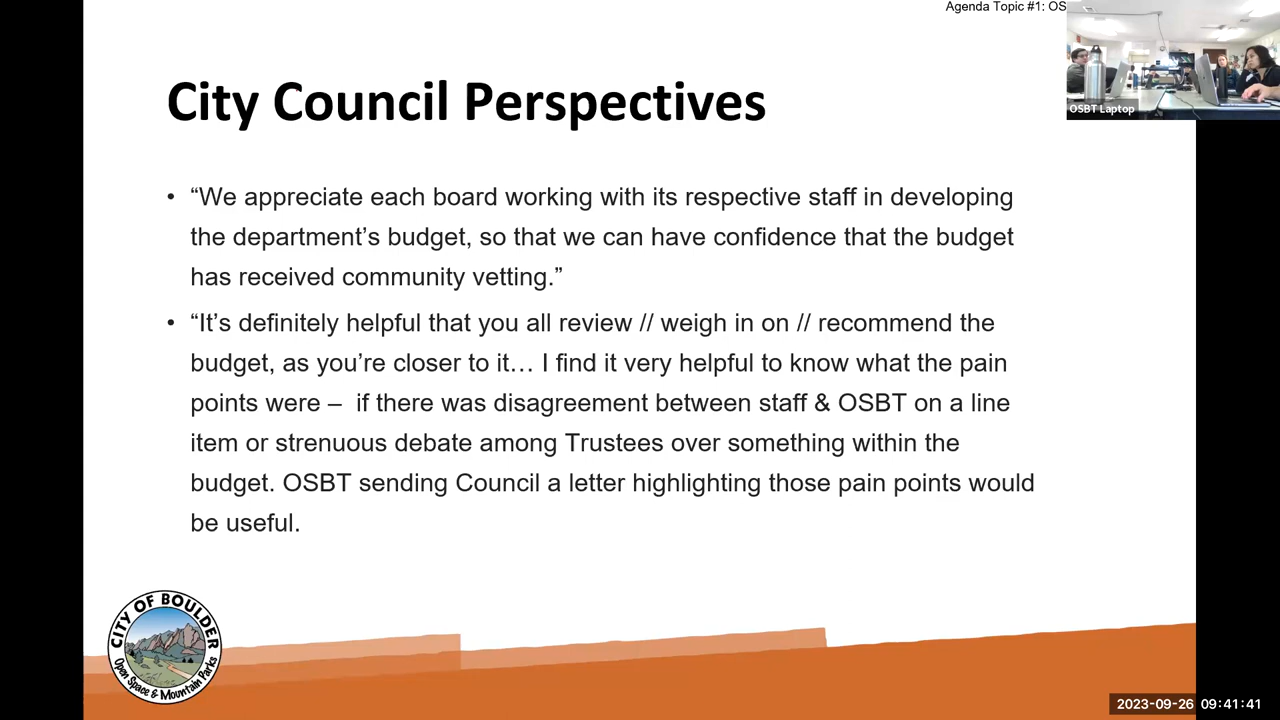 Agenda Topic #1: OS
OSBT Laptop
City Council Perspectives
• “We appreciate each board working with its respective staff in developing
the department’s budget, so that we can have confidence that the budget
has received community vetting.”
• “It’s definitely helpful that you all review // weigh in on // recommend the
budget, as you’re closer to it… I find it very helpful to know what the pain
points were – if there was disagreement between staff & OSBT on a line
item or strenuous debate among Trustees over something within the
budget. OSBT sending Council a letter highlighting those pain points would
be useful.
CITY OF BOULDER
Open Space & Mountain Parks
2023-09-26 09:41:41